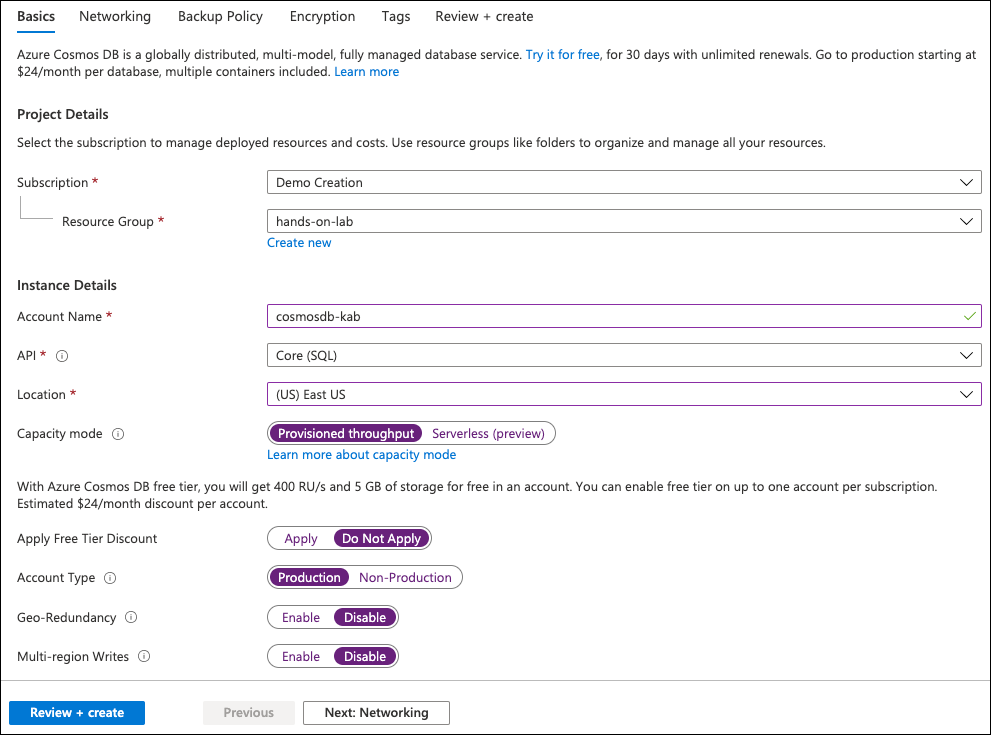 Basics Networking Backup Policy Encryption Tags Review + create
Azure Cosmos DB is a globally distributed, multi-model, fully managed database service. Try it for free, for 30 days with unlimited renewals. Go to production starting at
$24/month per database, multiple containers included. Learn more
Project Details
Select the subscription to manage deployed resources and costs. Use resource groups like folders to organize and manage all your resources.
Subscription * Demo Creation
Resource Group * hands-on-lab
Create new
Instance Details
Account Name * cosmosdb-kab
API * Core (SQL)
Location * (US) East US
Capacity mode Provisioned throughput Serverless (preview)
Learn more about capacity mode
With Azure Cosmos DB free tier, you will get 400 RU/s and 5 GB of storage for free in an account. You can enable free tier on up to one account per subscription.
Estimated $24/month discount per account.
Apply Free Tier Discount Apply Do Not Apply
Account Type Production Non-Production
Geo-Redundancy Enable Disable
Multi-region Writes Enable Disable
Review + create Previous Next: Networking